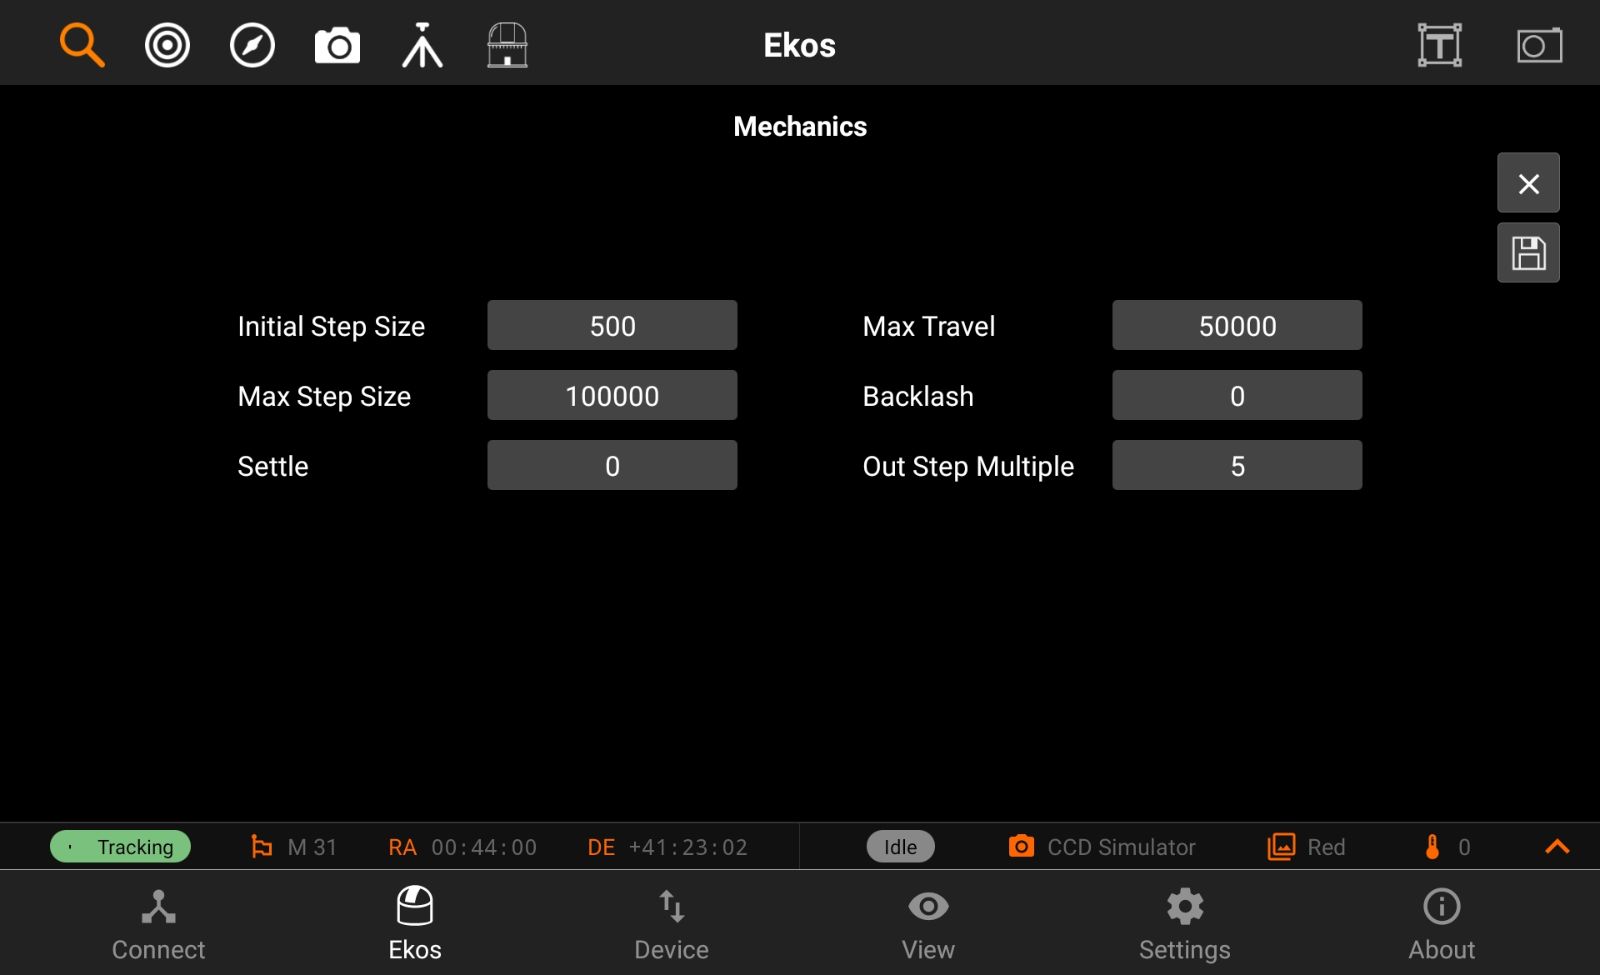 Ekos
Mechanics
Initial Step Size 500 Max Travel 50000
Max Step Size 100000 Backlash 0
Settle 0 Out Step Multiple 5
Tracking M 31 RA 00:44:00 DE +41:23:02 Idle CCD Simulator Red 0
Connect Ekos Device View Settings About